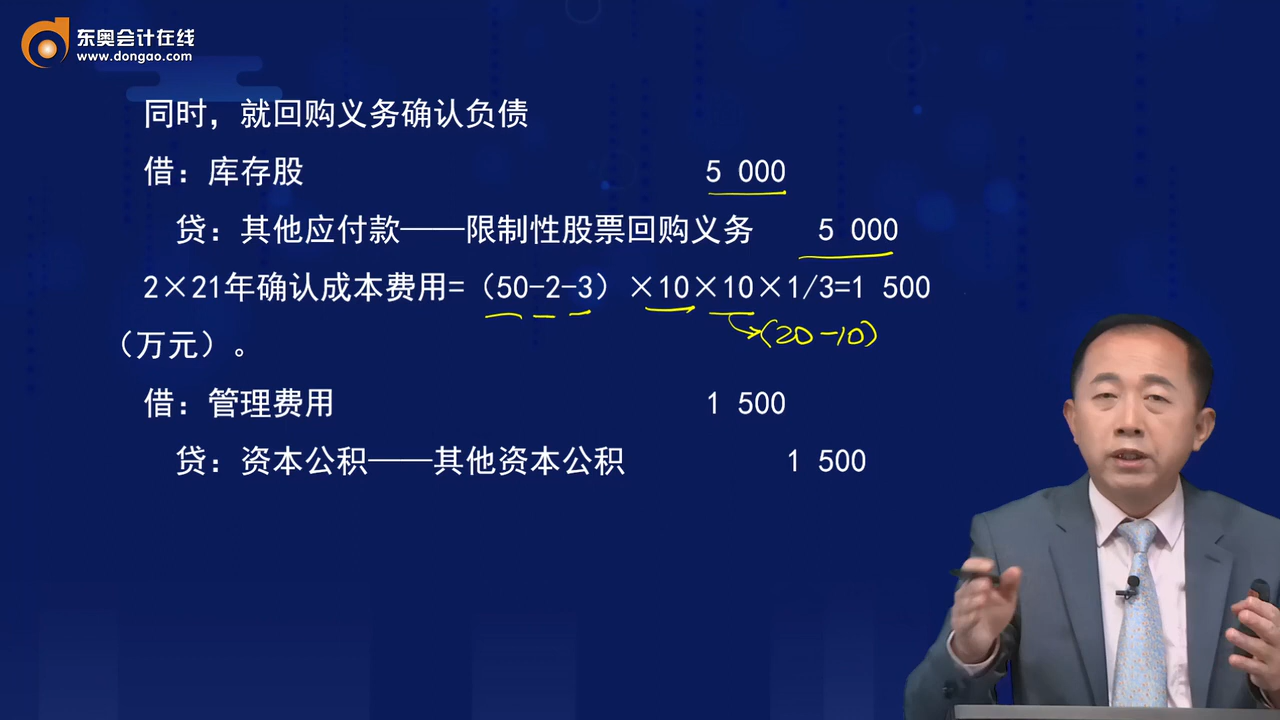 东奥会计在线
www.dongao.com
同时，就回购义务确认负债
借：库存股 5 000
贷：其他应付款——限制性股票回购义务 5 000
2×21年确认成本费用=（50-2-3）×10×10×1/3=1 500
(20-10)
（万元）。
借：管理费用 1 500
贷：资本公积——其他资本公积 1 500